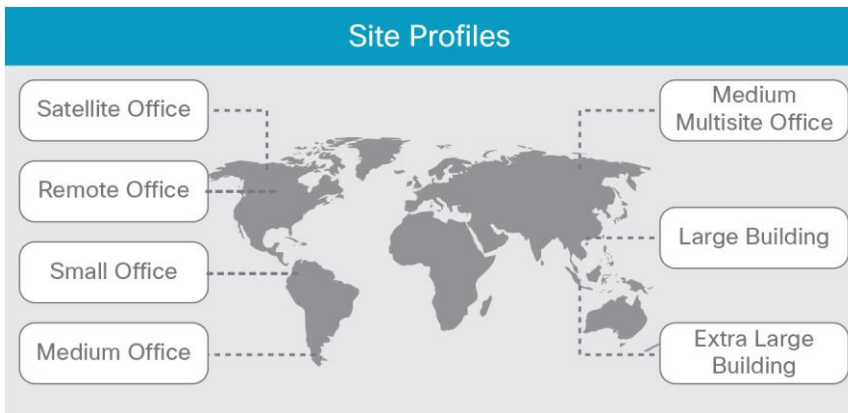 Site Profiles
Satellite Office
Remote Office
Small Office
Medium Office
Medium
Multisite Office
Large Building
Extra Large
Building